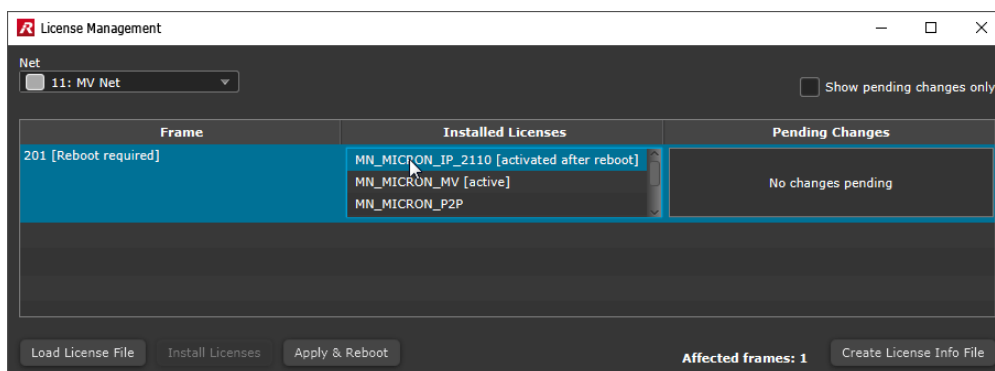 License Management
Net
11: MV Net
Show pending changes only
Frame Installed Licenses Pending Changes
201 [Reboot required]
MN_MICRON_IP_2110 [activated after reboot]
MN_MICRON_MV [active]
MN_MICRON_P2P
No changes pending
Load License File Install Licenses Apply & Reboot Affected frames: 1 Create License Info File